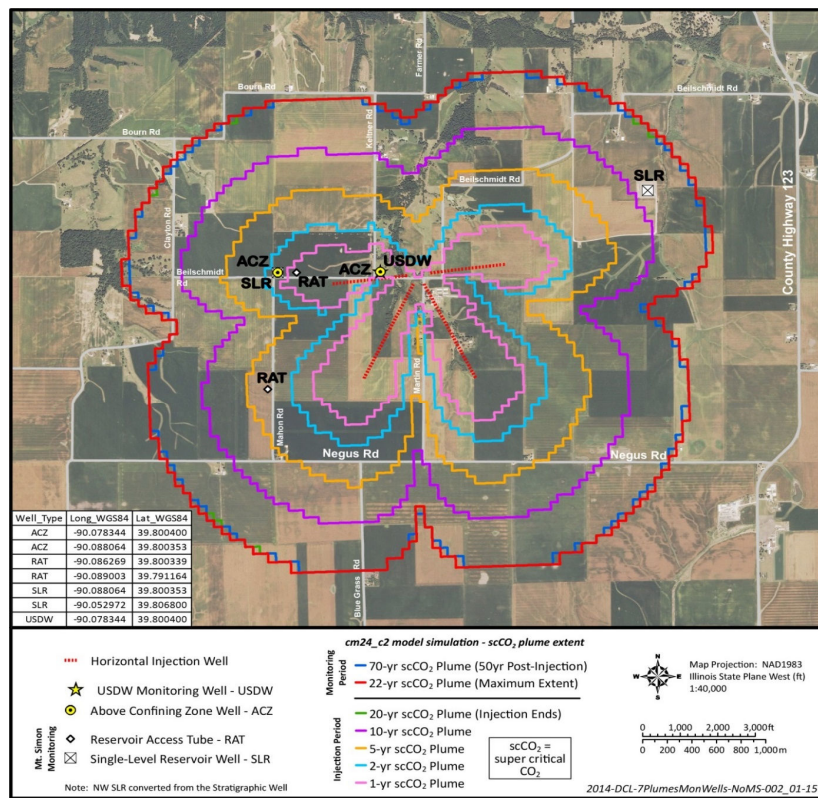 Farmer Rd
Bourn Rd
Beilschmidt Rd
Keltner Rd
Bourn Rd
Beilschmidt Rd
SLR
County Highway 123
Clayton Rd
ACZ
ACZ
USDW
Beilschmidt
Rd
SLR
RAT
Martin Rd
RAT
Mahon Rd
Negus Rd
Negus Rd
Blue Grass Rd
Well_Type Long_WGS84 Lat_WGS84
ACZ -90.078344 39.800400
ACZ -90.088064 39.800353
RAT -90.086269 39.800339
RAT -90.089003 39.791164
SLR -90.088064 39.800353
SLR -90.052972 39.806800
USDW -90.078344 39.800400
Horizontal Injection Well
USDW Monitoring Well - USDW
Above Confining Zone Well - ACZ
Mt. Simon
Monitoring
Reservoir Access Tube - RAT
Single-Level Reservoir Well - SLR
Note: NW SLR converted from the Stratigraphic Well
cm24_c2 model simulation - scCO₂ plume extent
Monitoring
Period
70-yr scCO₂ Plume (50yr Post-Injection)
22-yr scCO₂ Plume (Maximum Extent)
Injection Period
20-yr scCO₂ Plume (Injection Ends)
10-yr scCO₂ Plume
5-yr scCO₂ Plume
2-yr scCO₂ Plume
1-yr scCO₂ Plume
scCO₂ =
super critical
CO₂
N
W E
S
Map Projection: NAD1983
Illinois State Plane West (ft)
1:40,000
0 1,000 2,000 3,000ft
0 200 400 600 800 1,000m
2014-DCL-7PlumesMonWells-NoMS-002_01-15